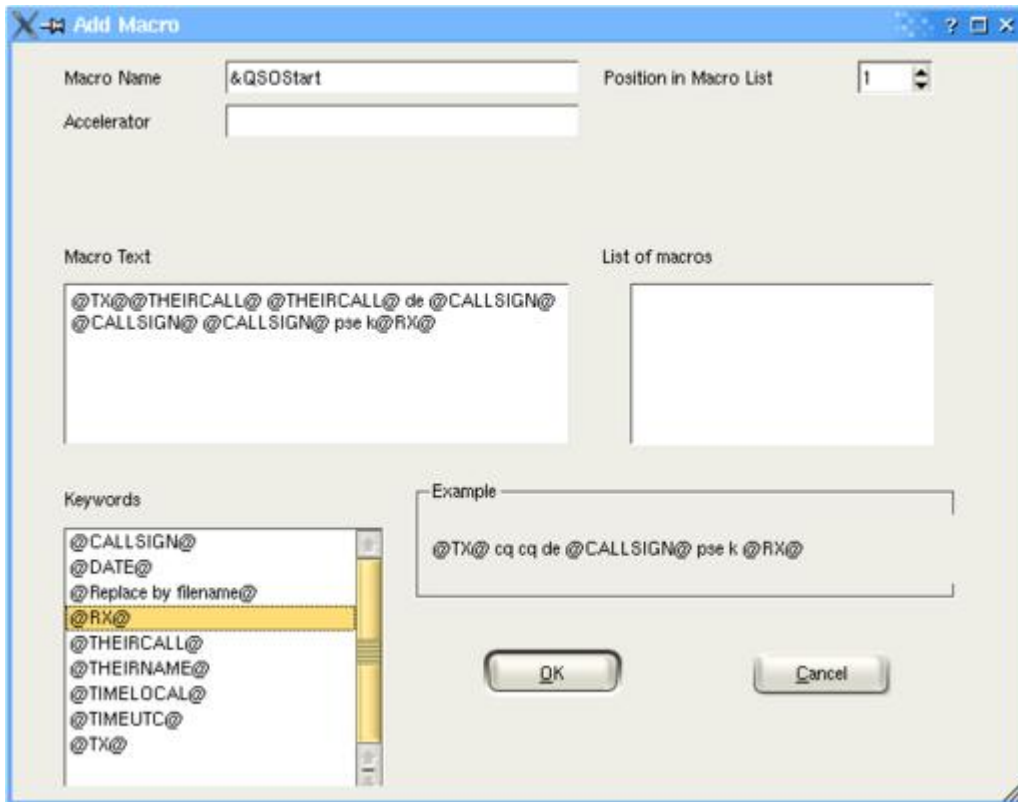 Add Macro
Macro Name
&QSOStart
Position in Macro List
1
Accelerator
Macro Text
List of macros
@TX@@THEIRCALL@ @THEIRCALL@ de @CALLSIGN@
@CALLSIGN@ @CALLSIGN@ pse k@RX@
Keywords
Example
@CALLSIGN@
@DATE@
@Replace by filename@
@RX@
@THEIRCALL@
@THEIRNAME@
@TIMELOCAL@
@TIMEUTC@
@TX@
@TX@ cq cq de @CALLSIGN@ pse k @RX@
OK
Cancel